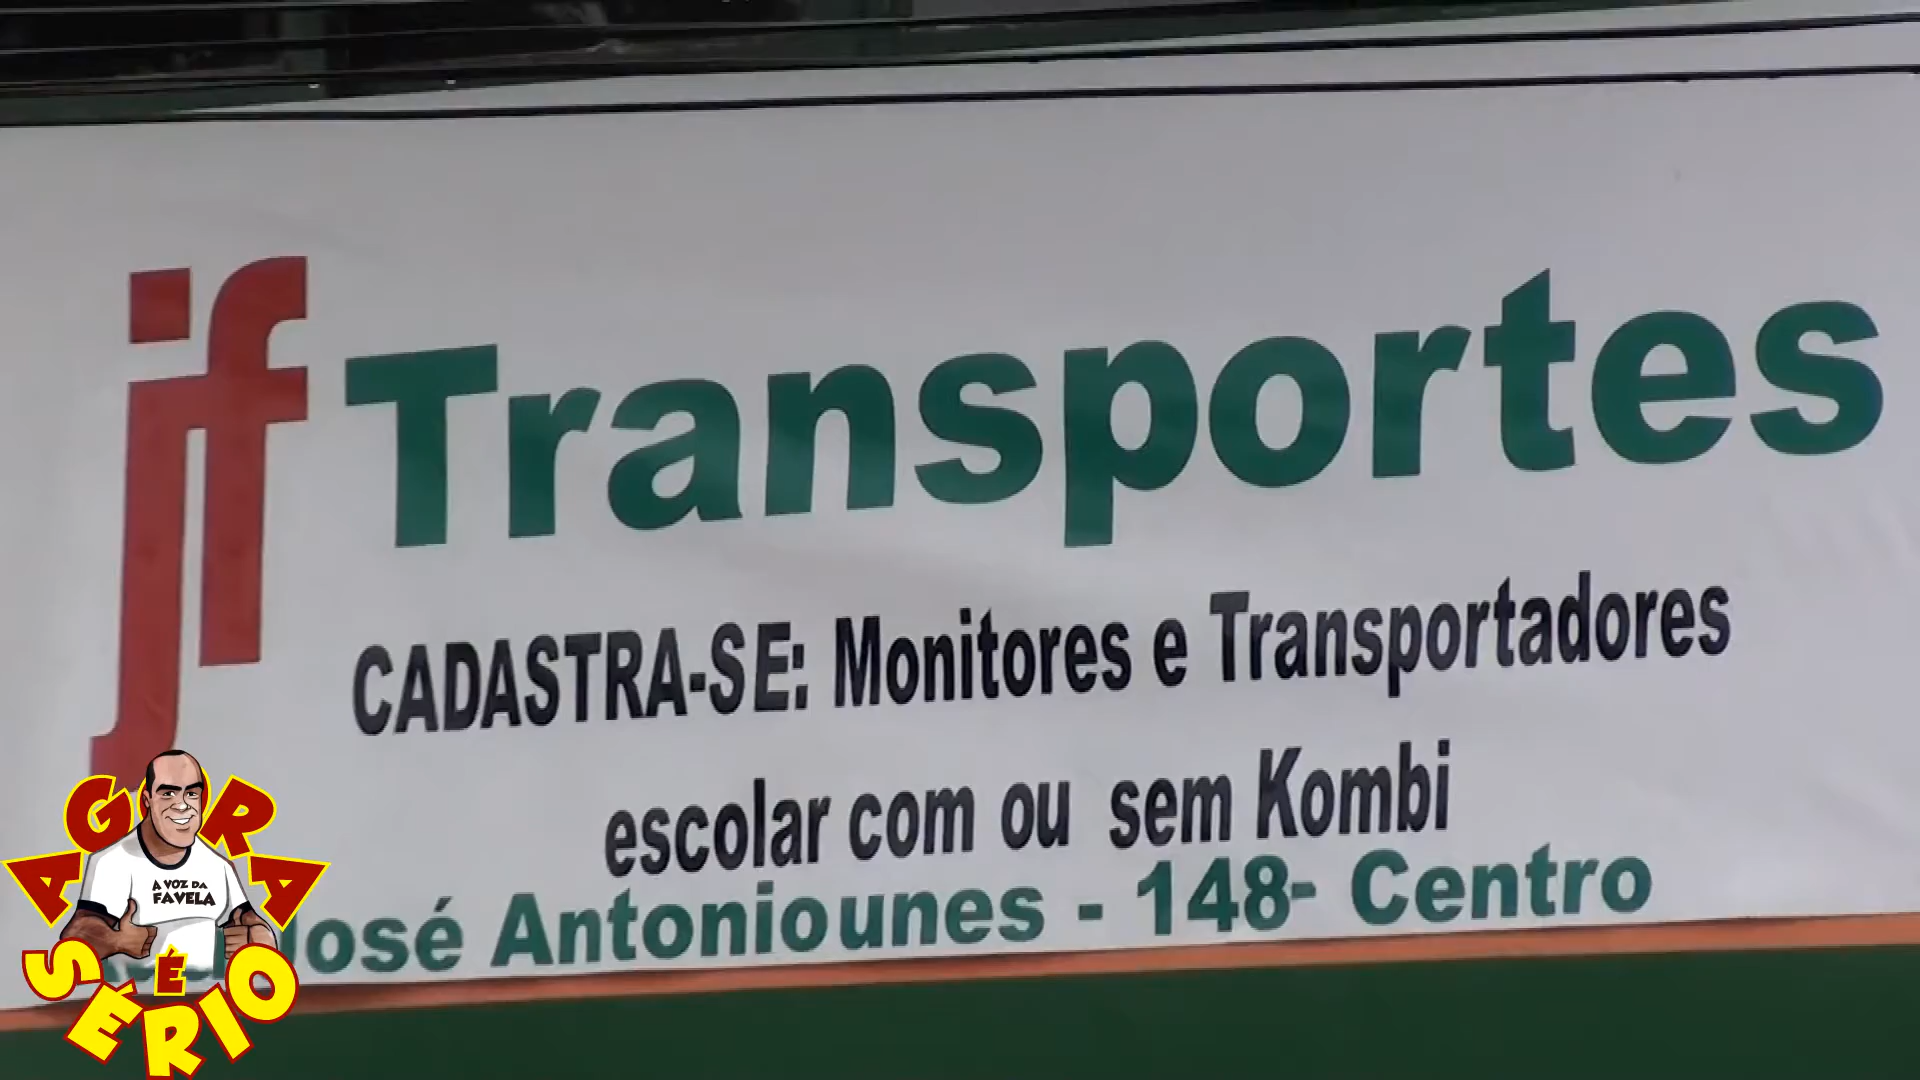 jf Transportes
CADASTRA-SE: Monitores e Transportadores
escolar com ou sem Kombi
José Antoniounes - 148- Centro
AGORA
A VOZ DA
FAVELA
É
SÉRIO